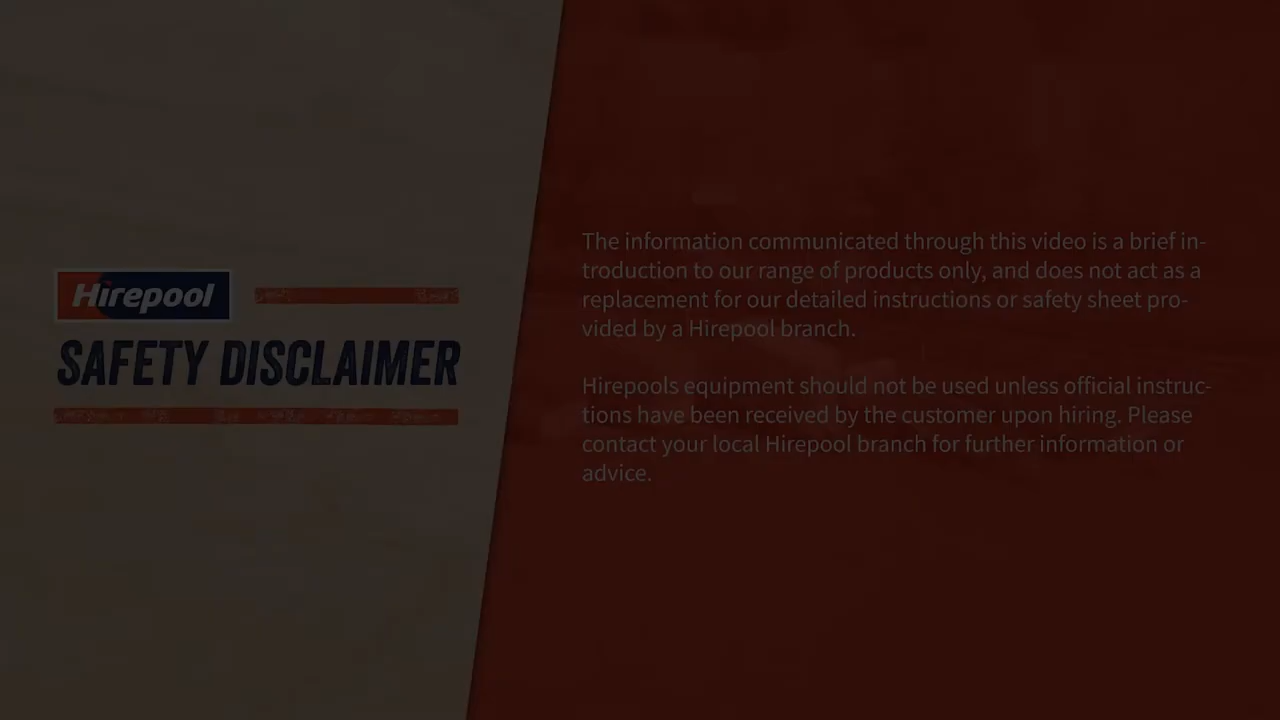 Hirepool
SAFETY DISCLAIMER
The information communicated through this video is a brief in-
troduction to our range of products only, and does not act as a
replacement for our detailed instructions or safety sheet pro-
vided by a Hirepool branch.
Hirepools equipment should not be used unless official instruc-
tions have been received by the customer upon hiring. Please
contact your local Hirepool branch for further information or
advice.